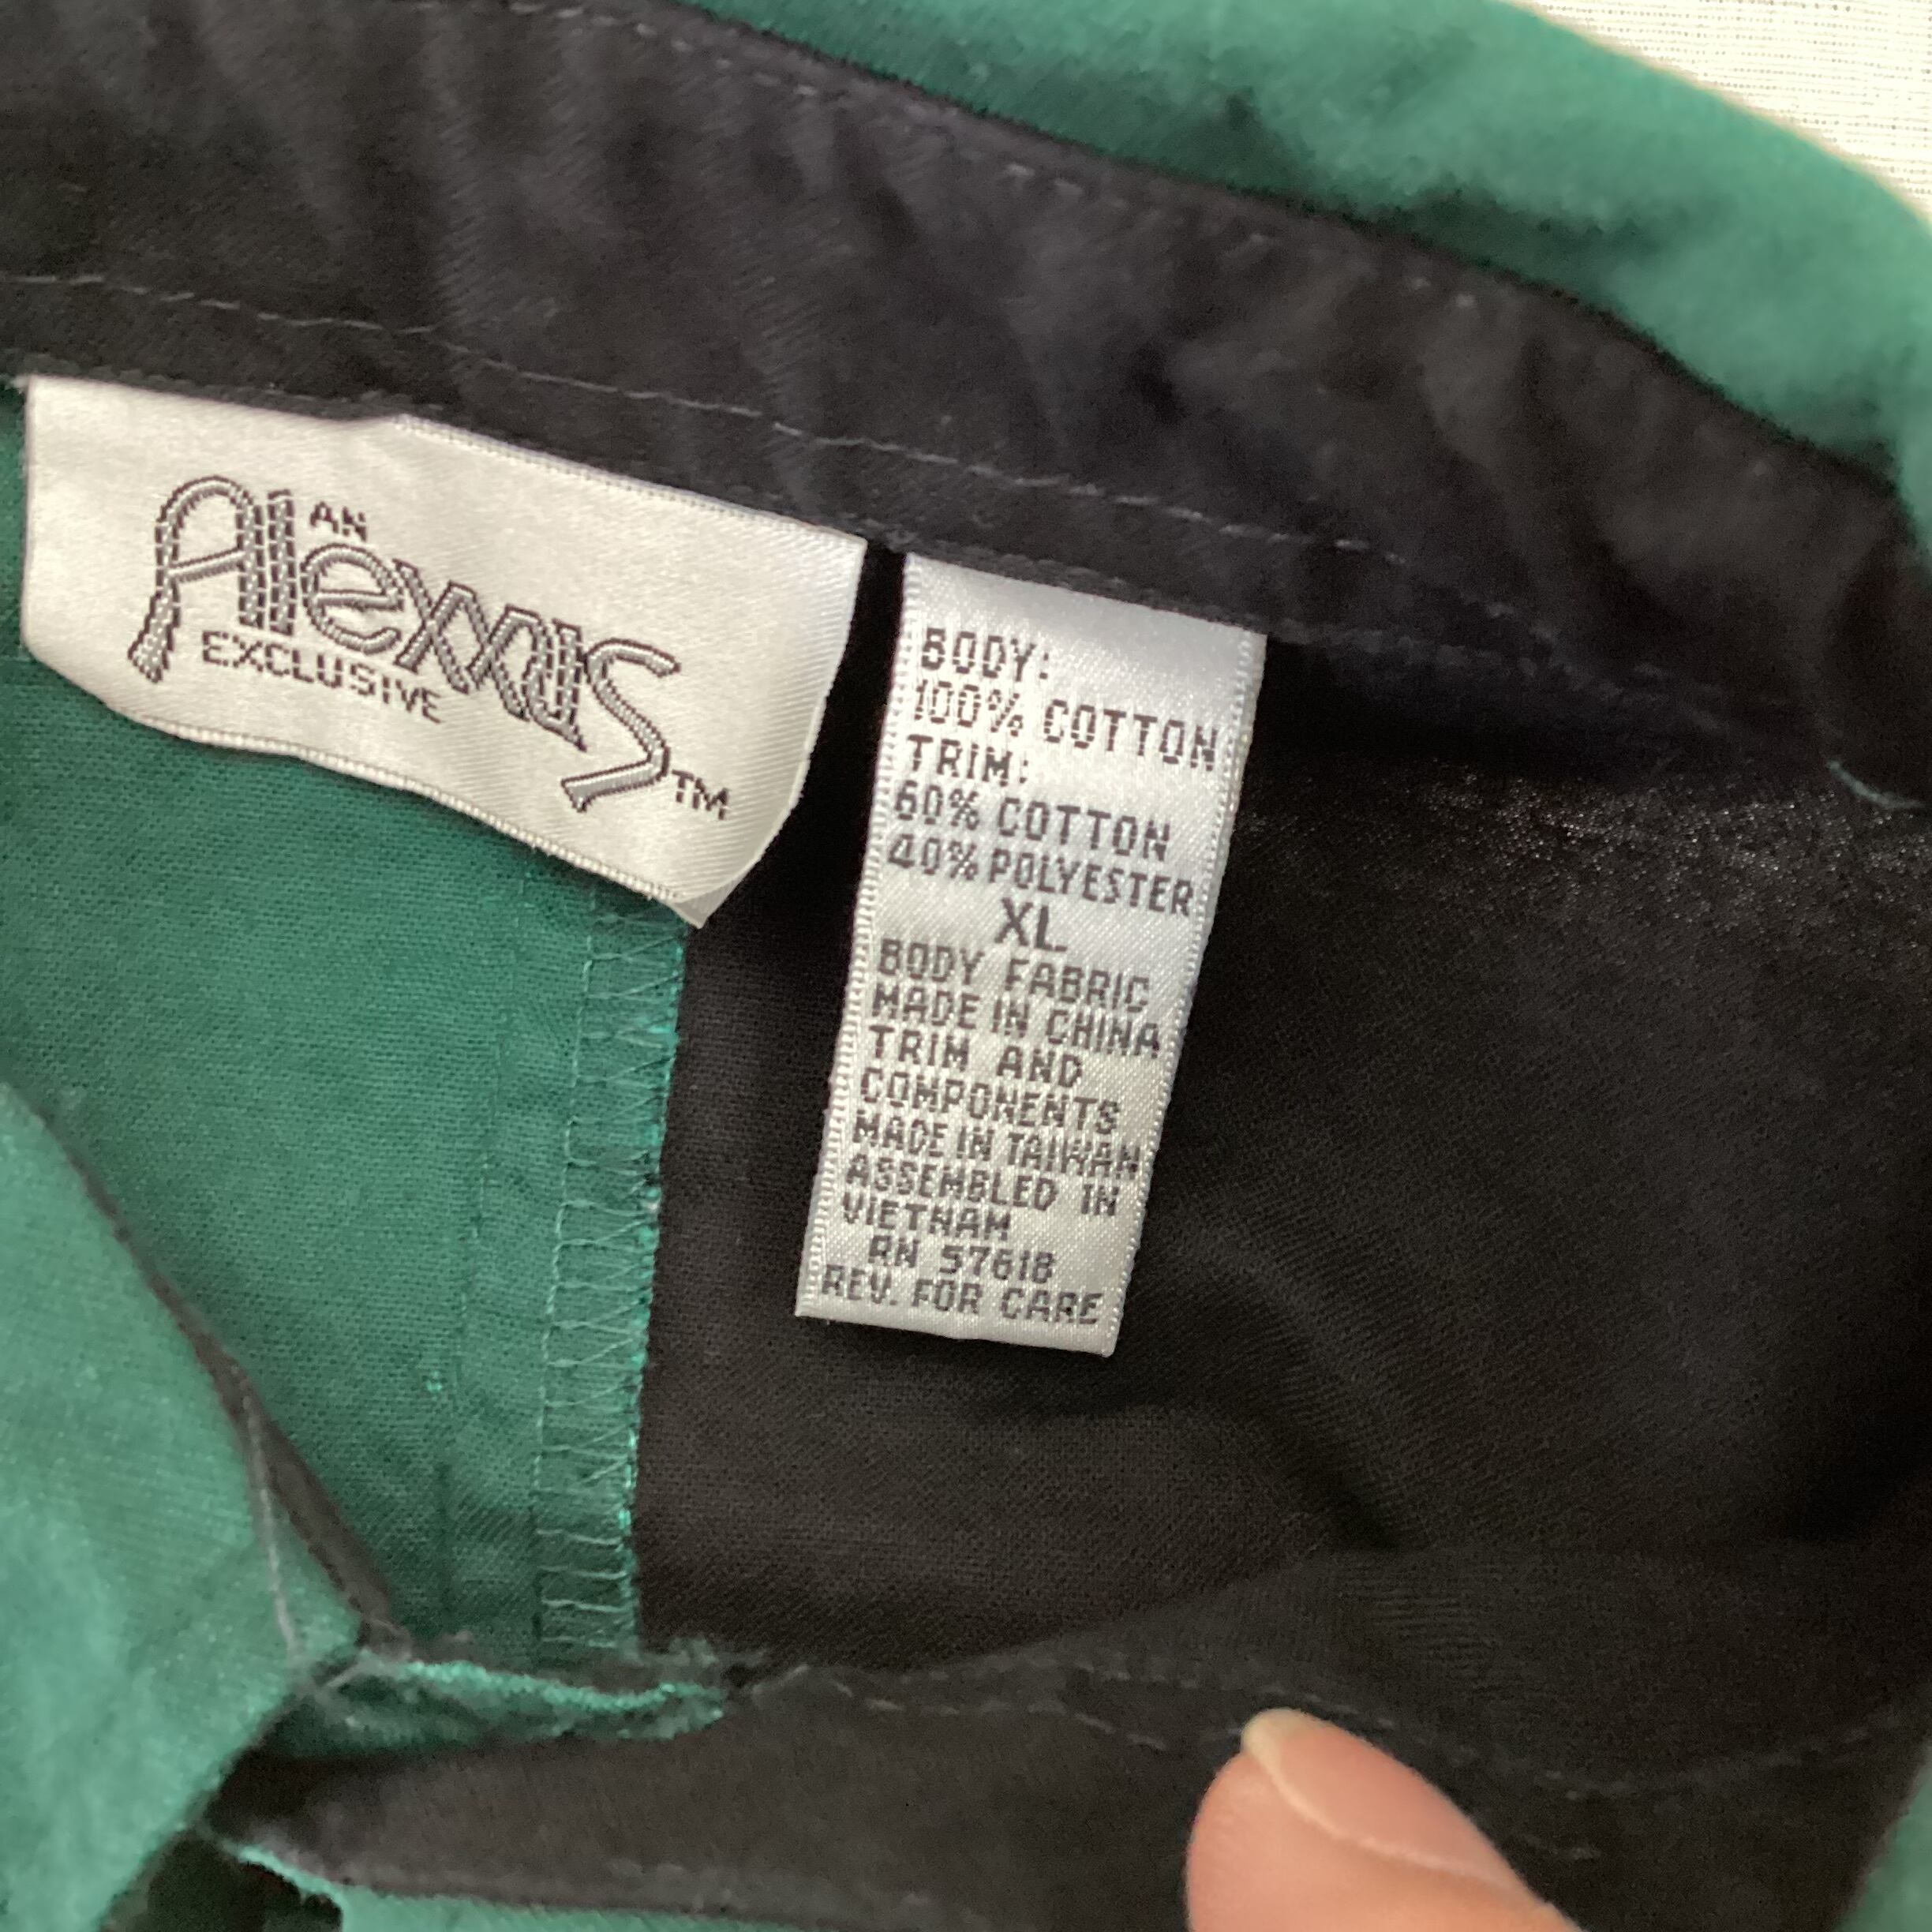 AN
Alexxus
EXCLUSIVE
TM
BODY:
100% COTTON
TRIM:
60% COTTON
40% POLYESTER
XL
BODY FABRIC
MADE IN CHINA
TRIM AND
COMPONENTS
MADE IN TAIWAN
ASSEMBLED IN
VIETNAM
RN 57618
REV. FOR CARE